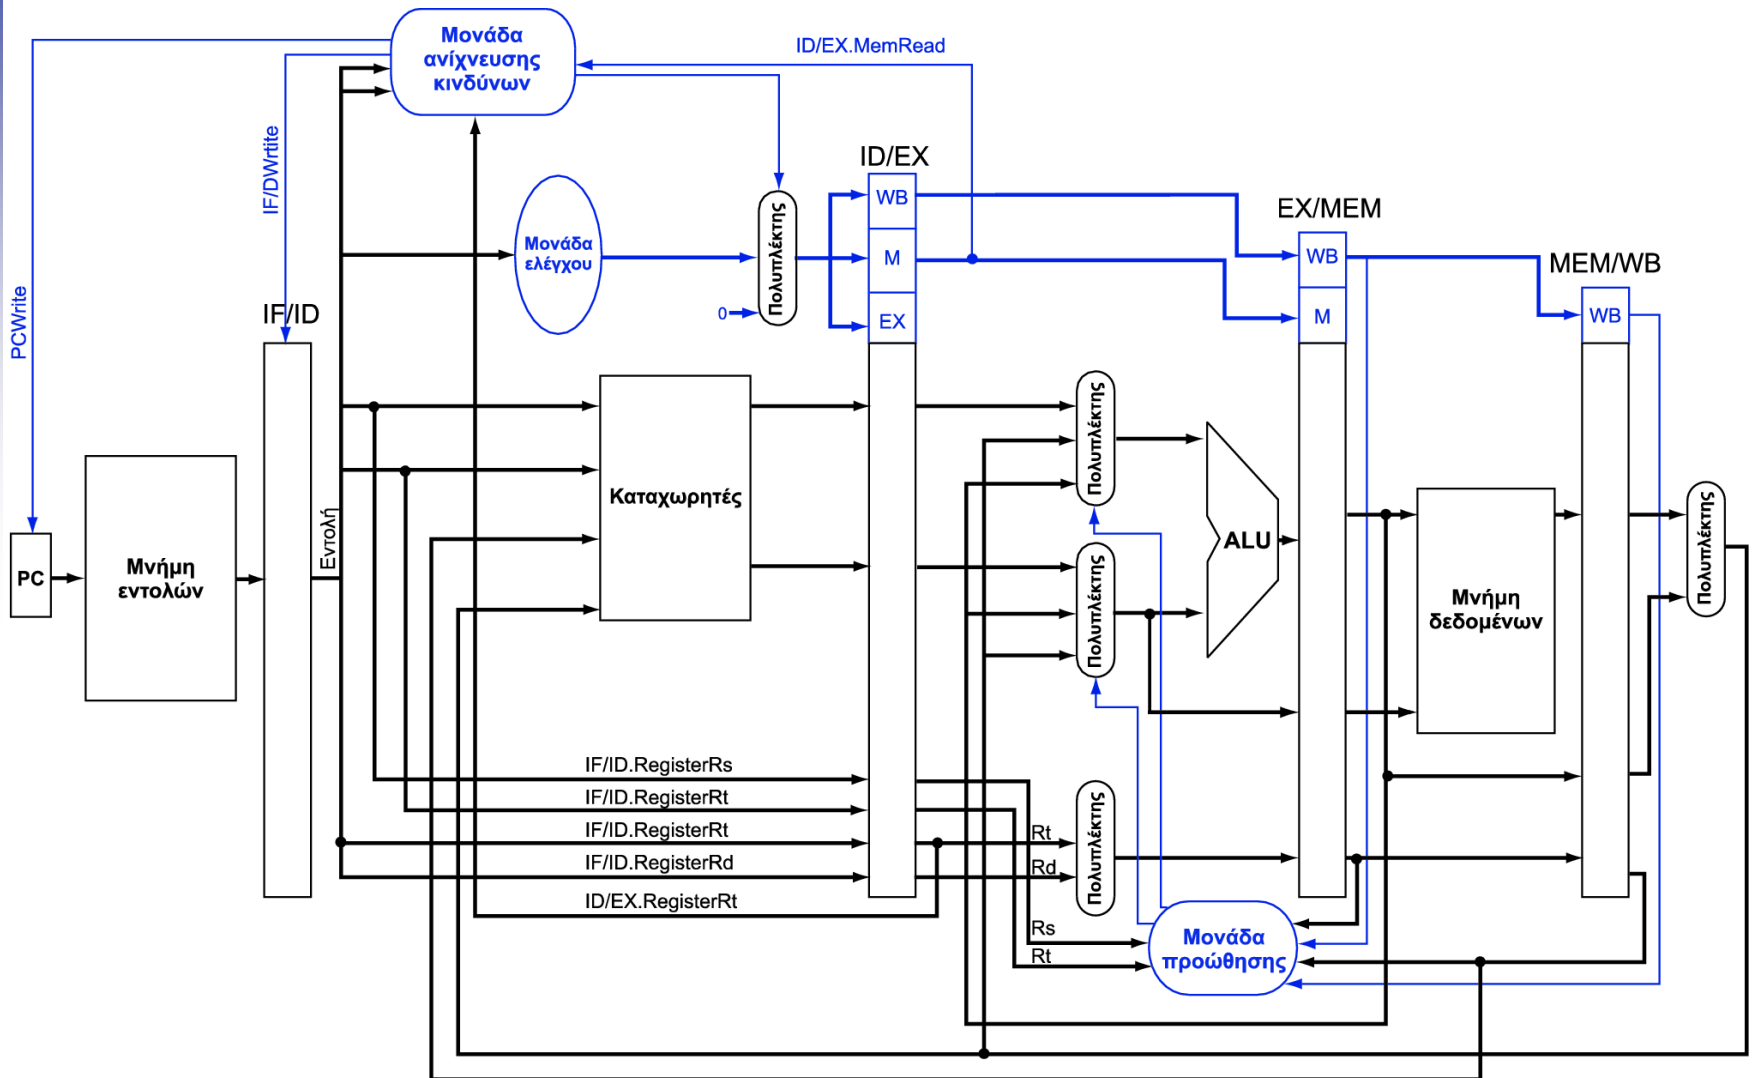 Μονάδα
ανίχνευσης
κινδύνων
ID/EX.MemRead
IF/DWrtite
PCWrite
ID/EX
WB
M
EX
Μονάδα
ελέγχου
Πολυπλέκτης
0
EX/MEM
WB
M
MEM/WB
WB
IF/ID
Εντολή
PC
Μνήμη
εντολών
Καταχωρητές
Πολυπλέκτης
Πολυπλέκτης
ALU
Μνήμη
δεδομένων
Πολυπλέκτης
IF/ID.RegisterRs
IF/ID.RegisterRt
IF/ID.RegisterRt
IF/ID.RegisterRd
ID/EX.RegisterRt
Rt
Rd
Πολυπλέκτης
Rs
Rt
Μονάδα
προώθησης